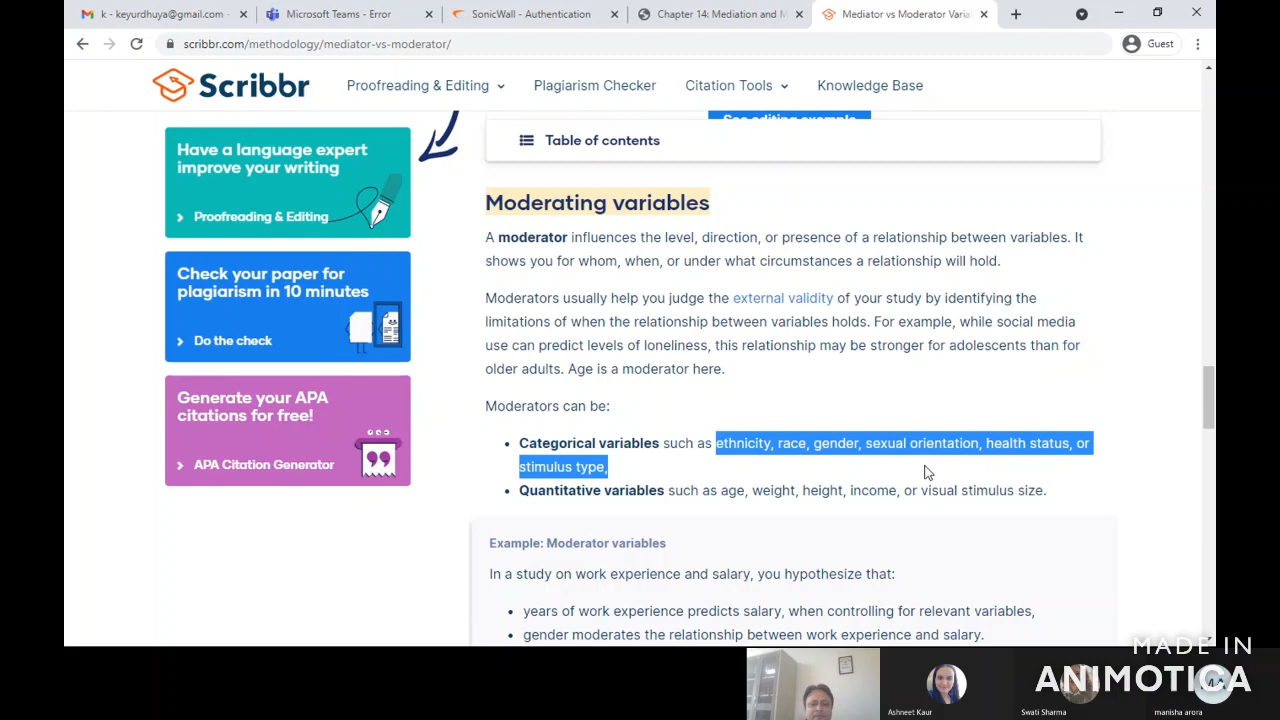 k - keyurdhuya@gmail.com -
Microsoft Teams - Error
SonicWall - Authentication
Chapter 14: Mediation and M
Mediator vs Moderator Varia
scribbr.com/methodology/mediator-vs-moderator/
Guest
Scribbr
Proofreading & Editing
Plagiarism Checker
Citation Tools
Knowledge Base
See editing example
Table of contents
Have a language expert
improve your writing
Proofreading & Editing
Check your paper for
plagiarism in 10 minutes
Do the check
Generate your APA
citations for free!
APA Citation Generator
Moderating variables
A moderator influences the level, direction, or presence of a relationship between variables. It
shows you for whom, when, or under what circumstances a relationship will hold.
Moderators usually help you judge the external validity of your study by identifying the
limitations of when the relationship between variables holds. For example, while social media
use can predict levels of loneliness, this relationship may be stronger for adolescents than for
older adults. Age is a moderator here.
Moderators can be:
• Categorical variables such as ethnicity, race, gender, sexual orientation, health status, or
stimulus type,
• Quantitative variables such as age, weight, height, income, or visual stimulus size.
Example: Moderator variables
In a study on work experience and salary, you hypothesize that:
• years of work experience predicts salary, when controlling for relevant variables,
• gender moderates the relationship between work experience and salary.
MADE IN
ANIMOTICA
MA
Ashneet Kaur
Swati Sharma
manisha arora